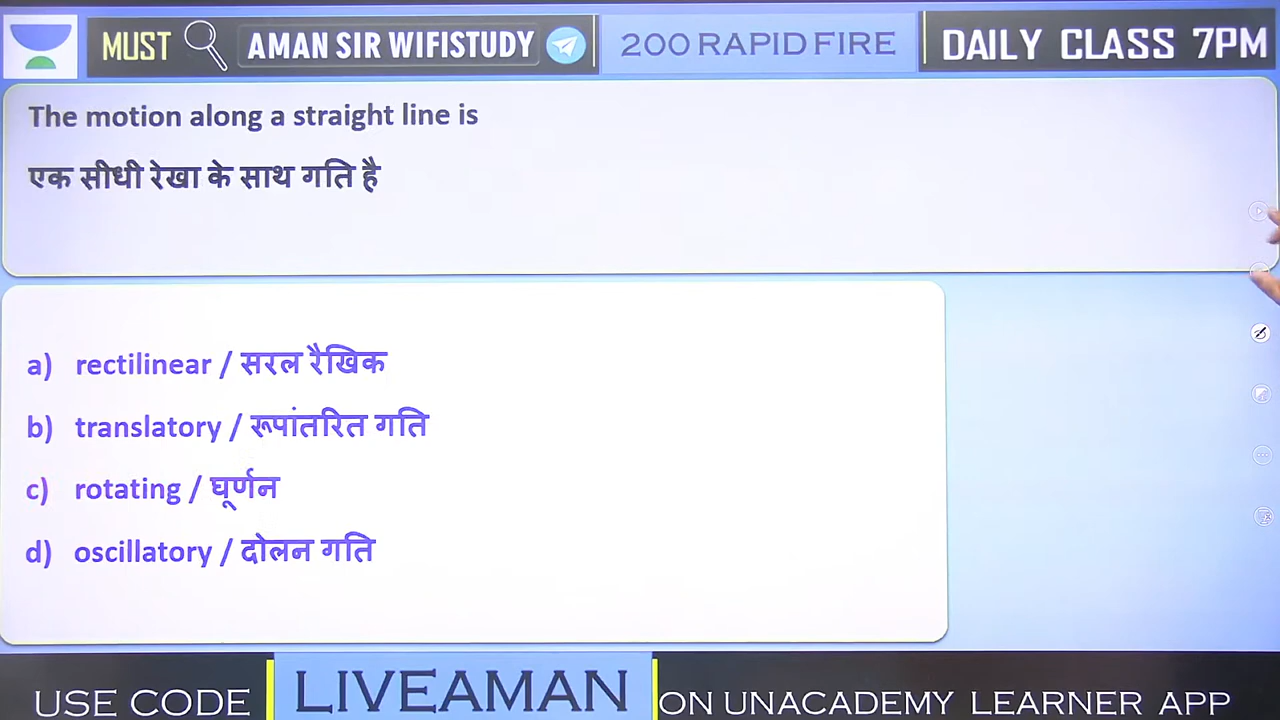 MUST AMAN SIR WIFISTUDY 200 RAPID FIRE DAILY CLASS 7PM
The motion along a straight line is
एक सीधी रेखा के साथ गति है
a) rectilinear / सरल रैखिक
b) translatory / रूपांतरित गति
c) rotating / घूर्णन
d) oscillatory / दोलन गति
USE CODE LIVEAMAN ON UNACADEMY LEARNER APP